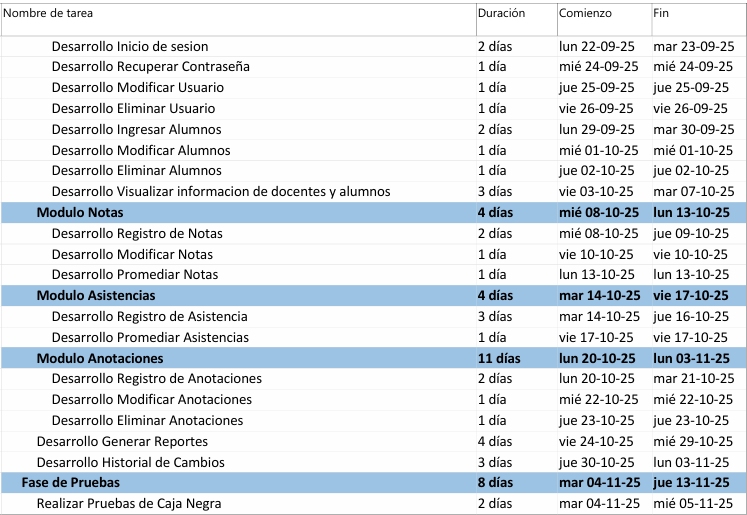 Nombre de tarea Duración Comienzo Fin
Desarrollo Inicio de sesion 2 días lun 22-09-25 mar 23-09-25
Desarrollo Recuperar Contraseña 1 día mié 24-09-25 mié 24-09-25
Desarrollo Modificar Usuario 1 día jue 25-09-25 jue 25-09-25
Desarrollo Eliminar Usuario 1 día vie 26-09-25 vie 26-09-25
Desarrollo Ingresar Alumnos 2 días lun 29-09-25 mar 30-09-25
Desarrollo Modificar Alumnos 1 día mié 01-10-25 mié 01-10-25
Desarrollo Eliminar Alumnos 1 día jue 02-10-25 jue 02-10-25
Desarrollo Visualizar informacion de docentes y alumnos 3 días vie 03-10-25 mar 07-10-25
Modulo Notas 4 días mié 08-10-25 lun 13-10-25
Desarrollo Registro de Notas 2 días mié 08-10-25 jue 09-10-25
Desarrollo Modificar Notas 1 día vie 10-10-25 vie 10-10-25
Desarrollo Promediar Notas 1 día lun 13-10-25 lun 13-10-25
Modulo Asistencias 4 días mar 14-10-25 vie 17-10-25
Desarrollo Registro de Asistencia 3 días mar 14-10-25 jue 16-10-25
Desarrollo Promediar Asistencias 1 día vie 17-10-25 vie 17-10-25
Modulo Anotaciones 11 días lun 20-10-25 lun 03-11-25
Desarrollo Registro de Anotaciones 2 días lun 20-10-25 mar 21-10-25
Desarrollo Modificar Anotaciones 1 día mié 22-10-25 mié 22-10-25
Desarrollo Eliminar Anotaciones 1 día jue 23-10-25 jue 23-10-25
Desarrollo Generar Reportes 4 días vie 24-10-25 mié 29-10-25
Desarrollo Historial de Cambios 3 días jue 30-10-25 lun 03-11-25
Fase de Pruebas 8 días mar 04-11-25 jue 13-11-25
Realizar Pruebas de Caja Negra 2 días mar 04-11-25 mié 05-11-25